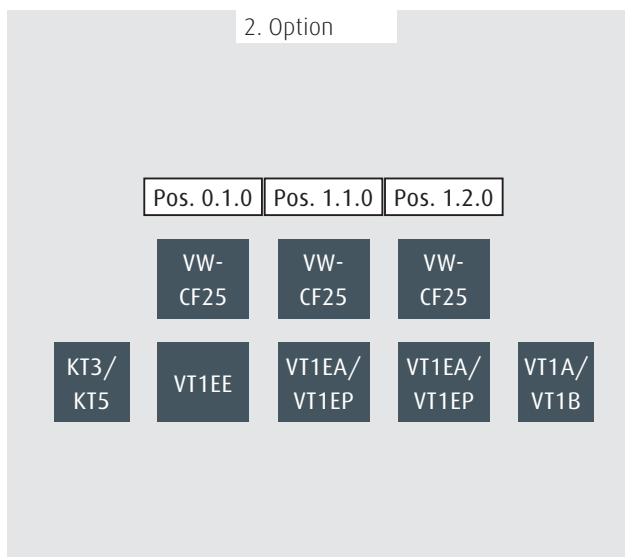 2. Option
Pos. 0.1.0 Pos. 1.1.0 Pos. 1.2.0
VW-
CF25
VW-
CF25
VW-
CF25
KT3/
KT5
VT1EE
VT1EA/
VT1EP
VT1EA/
VT1EP
VT1A/
VT1B